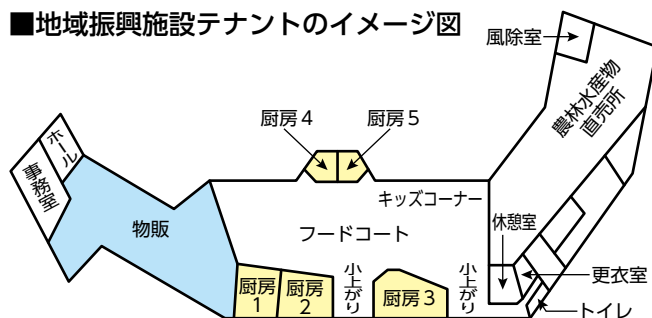 ■地域振興施設テナントのイメージ図
風除室
農林水産物
直売所
厨房4
厨房5
ホール
事務室
キッズコーナー
物販
フードコート
休憩室
厨房
1
厨房
2
小上がり
厨房3
小上がり
更衣室
トイレ